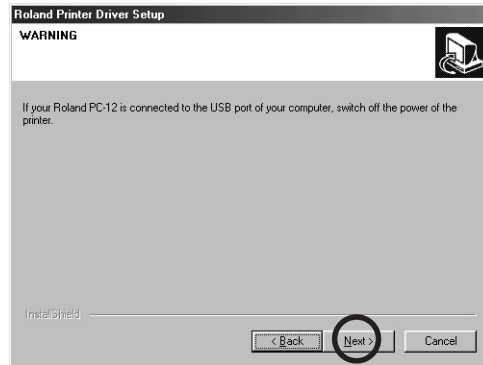 Roland Printer Driver Setup
WARNING
If your Roland PC-12 is connected to the USB port of your computer, switch off the power of the
printer.
InstallShield
< Back
Next >
Cancel